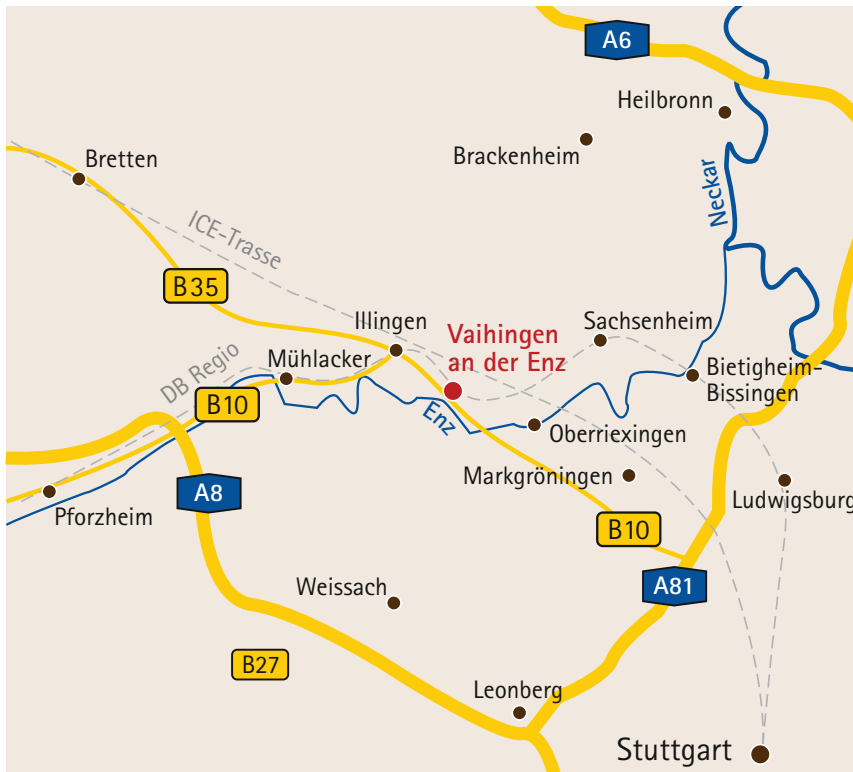 A6
Heilbronn
Brackenheim
Bretten
Neckar
ICE-Trasse
B35
Illingen
Vaihingen
an der Enz
Sachsenheim
Mühlacker
DB Regio
Bietigheim-
Bissingen
B10
Enz
Oberriexingen
Markgröningen
A8
Ludwigsburg
Pforzheim
B10
A81
Weissach
B27
Leonberg
Stuttgart